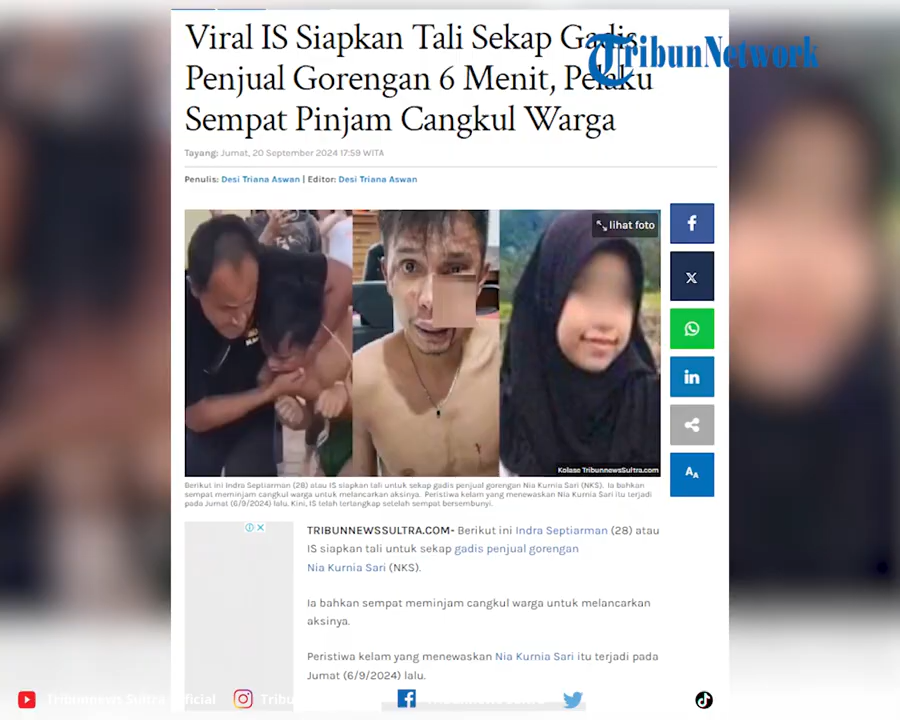 Viral IS Siapkan Tali Sekap Gadis
TribunNetwork
Penjual Gorengan 6 Menit, Pelaku
Sempat Pinjam Cangkul Warga
Tayang: Jumat, 20 September 2024 17:59 WITA
Penulis: Desi Triana Aswan | Editor: Desi Triana Aswan
lihat foto
Kolase TribunnewsSultra.com
Berikut ini Indra Septiarman (28) atau IS siapkan tali untuk sekap gadis penjual gorengan Nia Kurnia Sari (NKS). Ia bahkan
sempat meminjam cangkul warga untuk melancarkan aksinya. Peristiwa kelam yang menewaskan Nia Kurnia Sari itu terjadi
pada Jumat (6/9/2024) lalu. Kini, IS telah tertangkap setelah sempat bersembunyi.
TRIBUNNEWSSULTRA.COM- Berikut ini Indra Septiarman (28) atau
IS siapkan tali untuk sekap gadis penjual gorengan
Nia Kurnia Sari (NKS).
Ia bahkan sempat meminjam cangkul warga untuk melancarkan
aksinya.
Peristiwa kelam yang menewaskan Nia Kurnia Sari itu terjadi pada
Jumat (6/9/2024) lalu.
Tribunnews Sultra Official